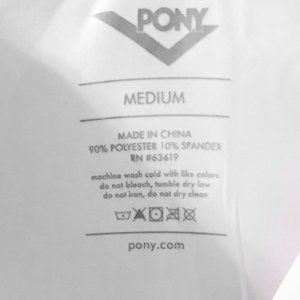 PONY
MEDIUM
MADE IN CHINA
90% POLYESTER 10% SPANDEX
RN #63619
machine wash cold with like colors
do not bleach, tumble dry low
do not iron, do not dry clean
pony.com